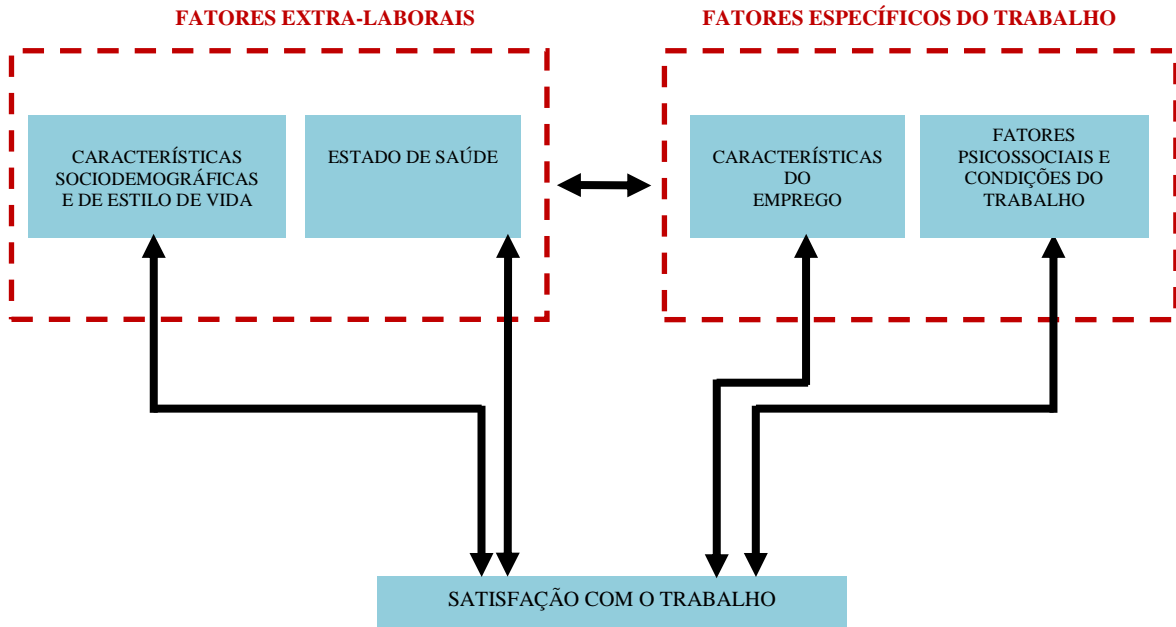 FATORES EXTRA-LABORAIS
FATORES ESPECÍFICOS DO TRABALHO
CARACTERÍSTICAS
SOCIODEMOGRÁFICAS
E DE ESTILO DE VIDA
ESTADO DE SAÚDE
CARACTERÍSTICAS
DO
EMPREGO
FATORES
PSICOSSOCIAIS E
CONDIÇÕES DO
TRABALHO
SATISFAÇÃO COM O TRABALHO